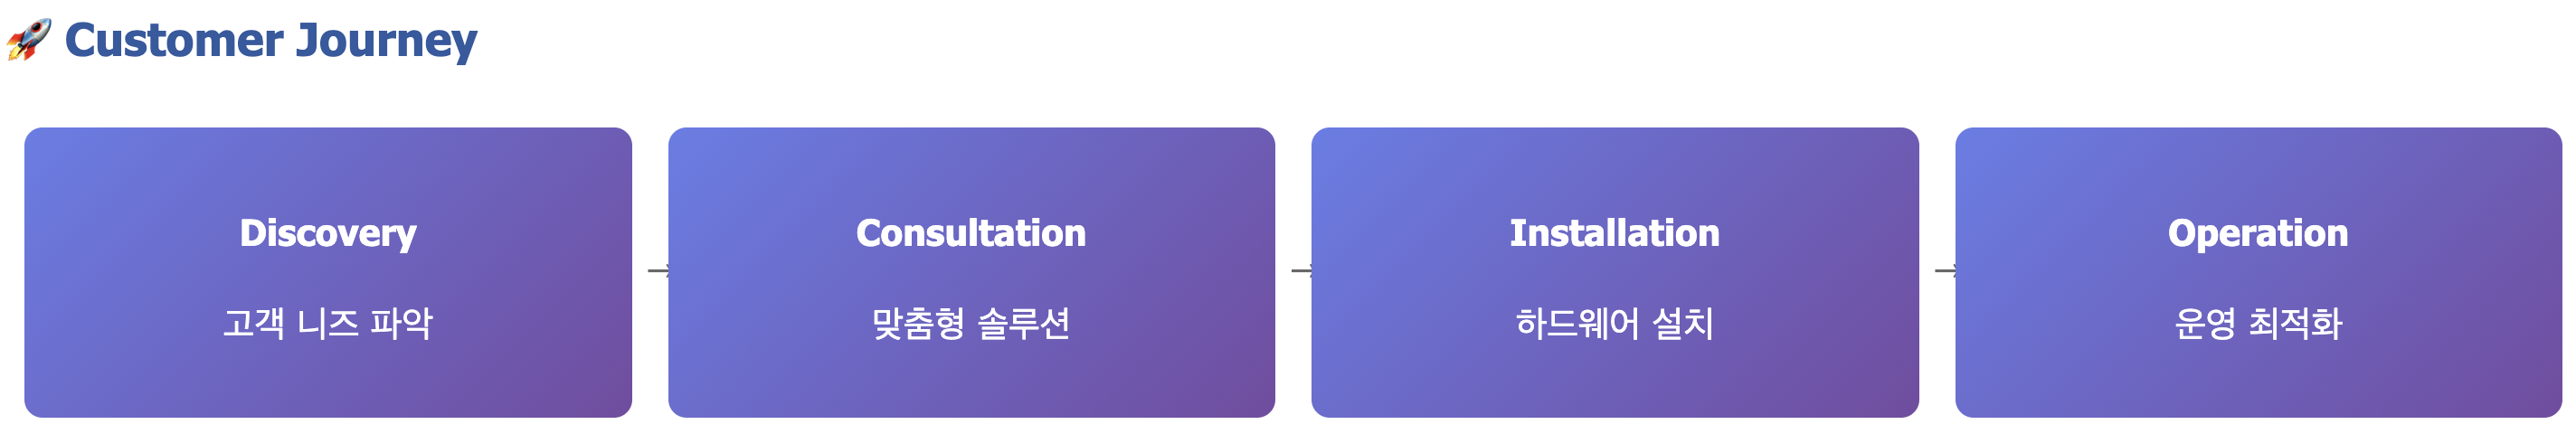 🚀 Customer Journey
Discovery
고객 니즈 파악
→
Consultation
맞춤형 솔루션
→
Installation
하드웨어 설치
→
Operation
운영 최적화